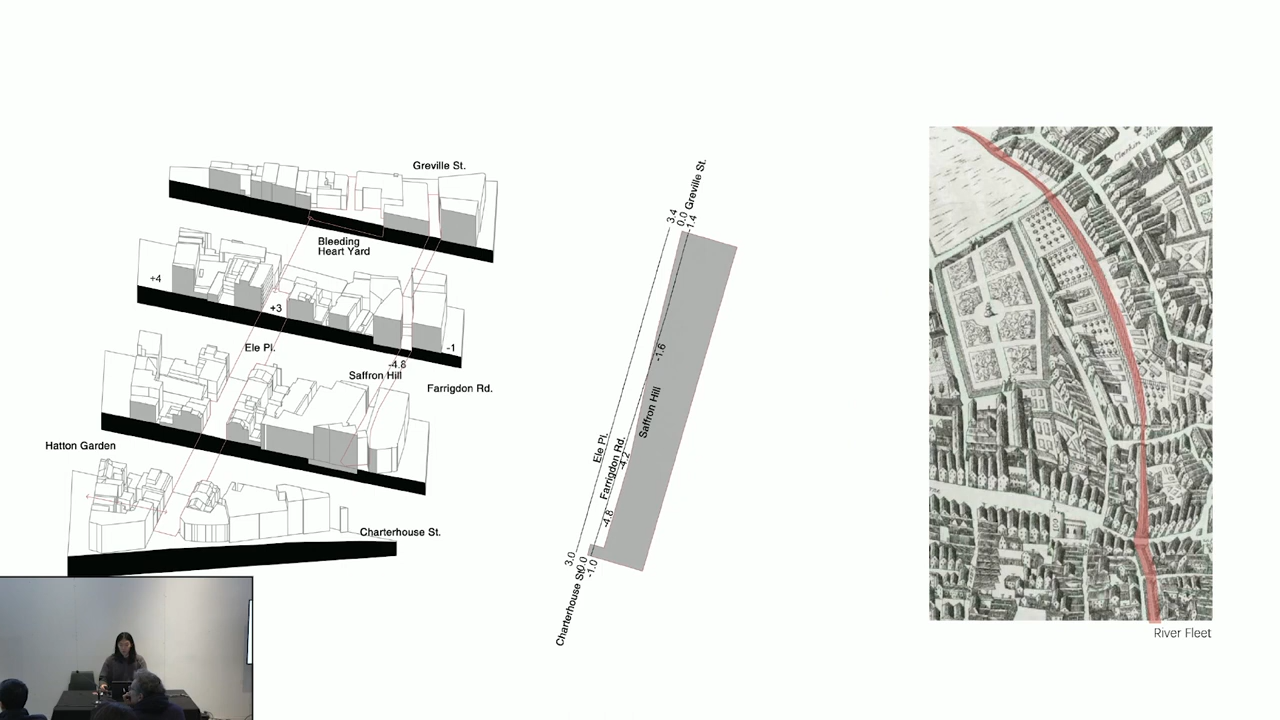 Greville St.
Bleeding
Heart Yard
+4
+3
-1
Ele Pl.
-4.8
Saffron Hill
Farrigdon Rd.
Hatton Garden
Charterhouse St.
Greville St.
3.4
0.0
-1.4
-1.6
Saffron Hill
Ele Pl.
Farrigdon Rd.
-4.2
-4.8
3.0
0.0
-1.0
Charterhouse St.
River Fleet